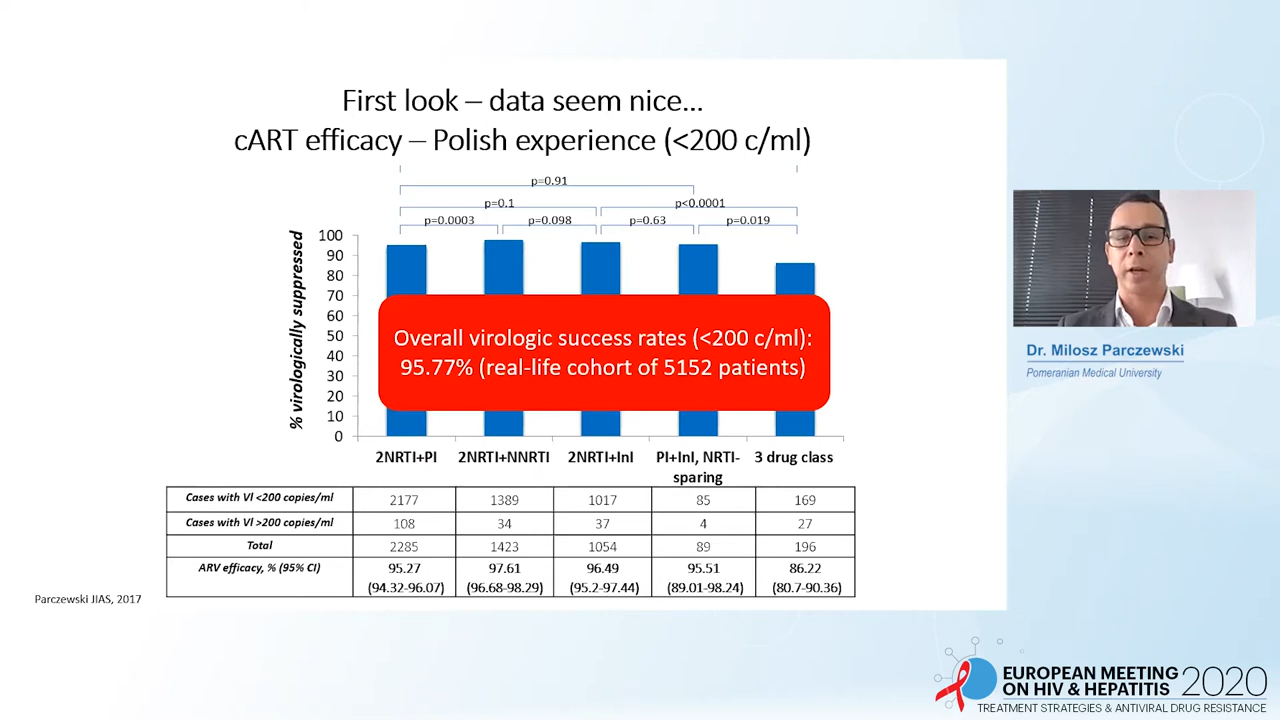 First look – data seem nice...
cART efficacy – Polish experience (<200 c/ml)
p=0.91
p=0.1 p<0.0001
p=0.0003 p=0.098 p=0.63 p=0.019
% virologically suppressed
100
90
80
70
60
50
40
30
20
10
0
Overall virologic success rates (<200 c/ml):
95.77% (real-life cohort of 5152 patients)
2NRTI+PI 2NRTI+NNRTI 2NRTI+InI PI+InI, NRTI- 3 drug class
sparing
Cases with Vl <200 copies/ml 2177 1389 1017 85 169
Cases with Vl >200 copies/ml 108 34 37 4 27
Total 2285 1423 1054 89 196
ARV efficacy, % (95% CI) 95.27 97.61 96.49 95.51 86.22
(94.32-96.07) (96.68-98.29) (95.2-97.44) (89.01-98.24) (80.7-90.36)
Parczewski JIAS, 2017
Dr. Milosz Parczewski
Pomeranian Medical University
EUROPEAN MEETING
ON HIV & HEPATITIS 2020
TREATMENT STRATEGIES & ANTIVIRAL DRUG RESISTANCE